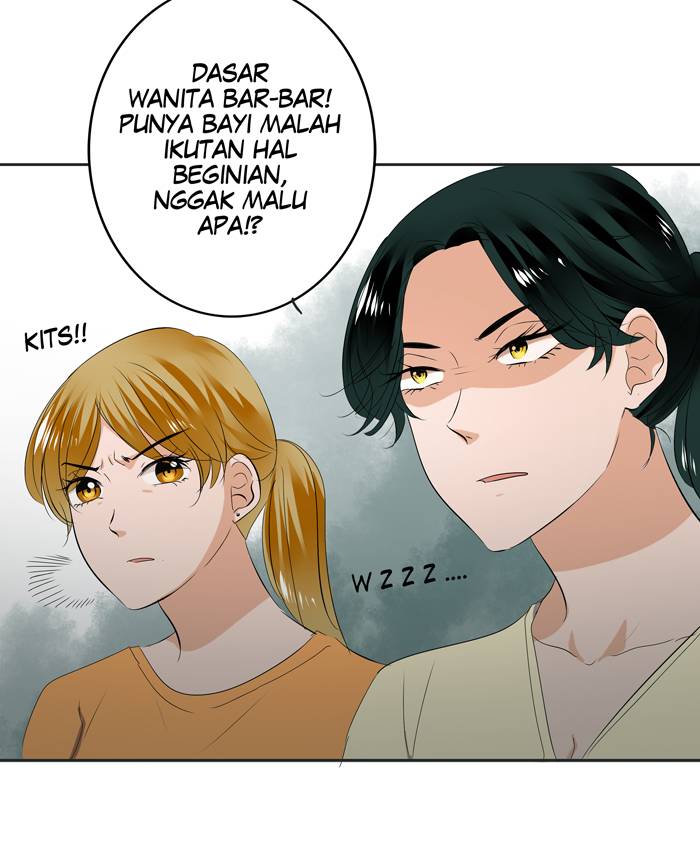 DASAR
WANITA BAR-BAR!
PUNYA BAYI MALAH
IKUTAN HAL
BEGINIAN,
NGGAK MALU
APA!?
KITS!!
WZZZ....